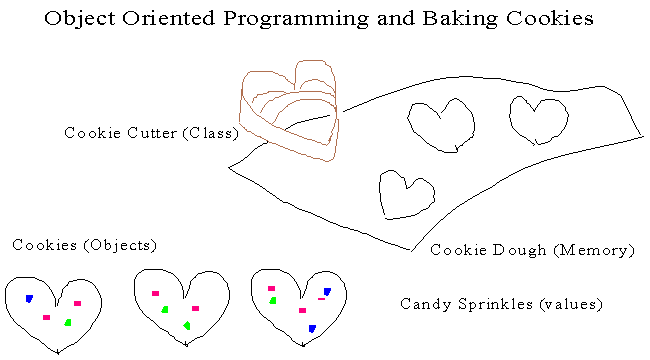 Object Oriented Programming and Baking Cookies
Cookie Cutter (Class)
Cookies (Objects)
Cookie Dough (Memory)
Candy Sprinkles (values)